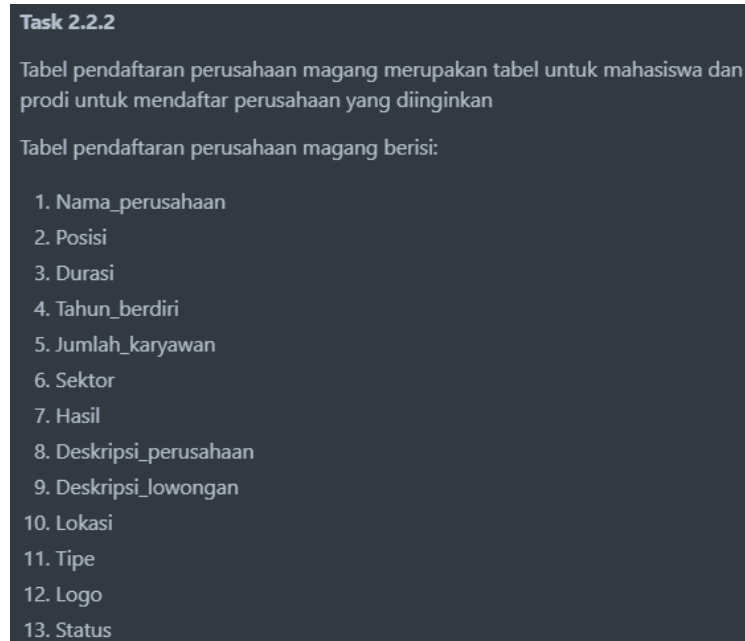 Task 2.2.2
Tabel pendaftaran perusahaan magang merupakan tabel untuk mahasiswa dan
prodi untuk mendaftar perusahaan yang diinginkan
Tabel pendaftaran perusahaan magang berisi:
1. Nama_perusahaan
2. Posisi
3. Durasi
4. Tahun_berdiri
5. Jumlah_karyawan
6. Sektor
7. Hasil
8. Deskripsi_perusahaan
9. Deskripsi_lowongan
10. Lokasi
11. Tipe
12. Logo
13. Status